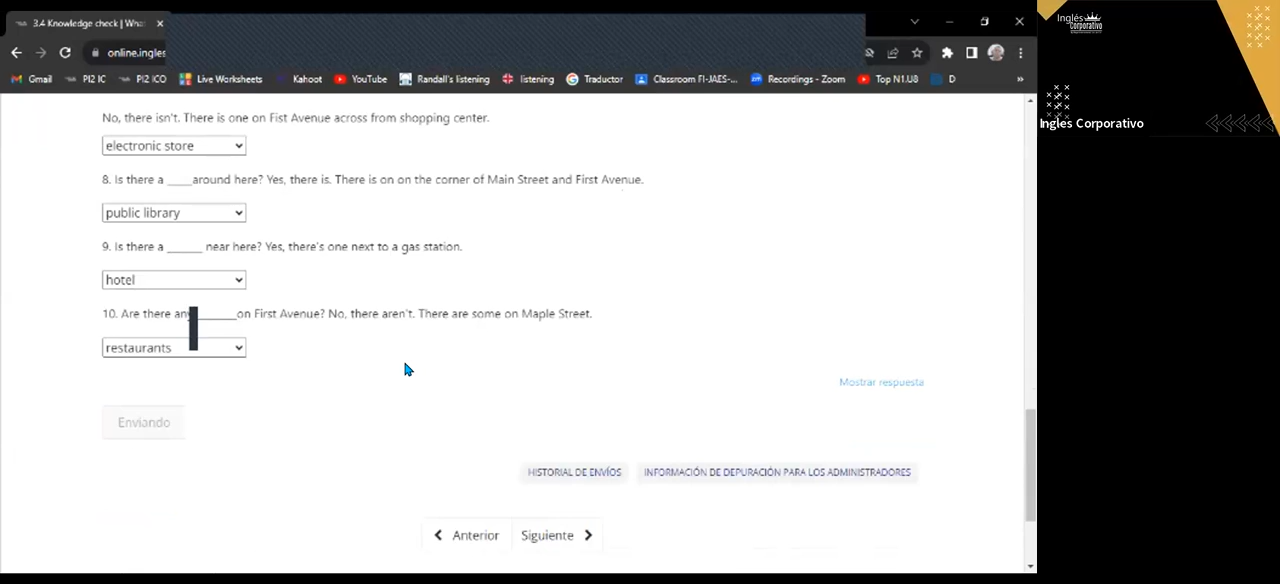 3.4 Knowledge check | Wha
online.ingles
Gmail PI2 IC PI2 ICO Live Worksheets Kahoot YouTube Randall's listening listening Traductor Classroom FI-JAES-... Recordings - Zoom Top N1.U8 D »
No, there isn't. There is one on Fist Avenue across from shopping center.
electronic store
8. Is there a ____around here? Yes, there is. There is on on the corner of Main Street and First Avenue.
public library
9. Is there a ______ near here? Yes, there's one next to a gas station.
hotel
10. Are there any ______on First Avenue? No, there aren't. There are some on Maple Street.
restaurants
Mostrar respuesta
Enviando
HISTORIAL DE ENVÍOS INFORMACIÓN DE DEPURACIÓN PARA LOS ADMINISTRADORES
Anterior Siguiente
Inglés
Corporativo
Ingles Corporativo